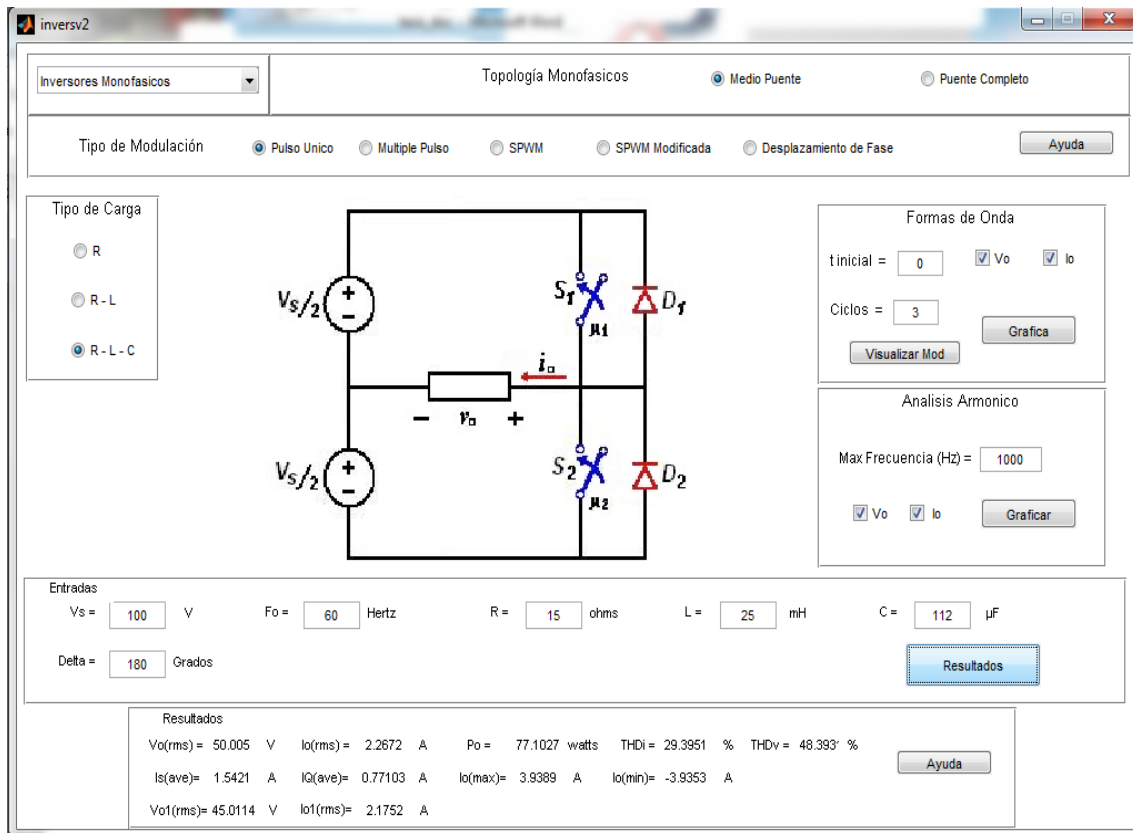 inversv2
Inversores Monofasicos
Topología Monofasicos
Medio Puente
Puente Completo
Tipo de Modulación
Pulso Unico
Multiple Pulso
SPWM
SPWM Modificada
Desplazamiento de Fase
Ayuda
Tipo de Carga
R
R - L
R - L - C
Vs/2
+
−
S1
μ1
D1
io
− vo +
Vs/2
+
−
S2
μ2
D2
Formas de Onda
t inicial = 0
Vo
Io
Ciclos = 3
Grafica
Visualizar Mod
Analisis Armonico
Max Frecuencia (Hz) = 1000
Vo
Io
Graficar
Entradas
Vs = 100 V
Fo = 60 Hertz
R = 15 ohms
L = 25 mH
C = 112 µF
Delta = 180 Grados
Resultados
Resultados
Vo(rms) = 50.005 V
Io(rms) = 2.2672 A
Po = 77.1027 watts
THDi = 29.3951 %
THDv = 48.393 %
Is(ave)= 1.5421 A
IQ(ave)= 0.77103 A
Io(max)= 3.9389 A
Io(min)= -3.9353 A
Ayuda
Vo1(rms)= 45.0114 V
Io1(rms)= 2.1752 A